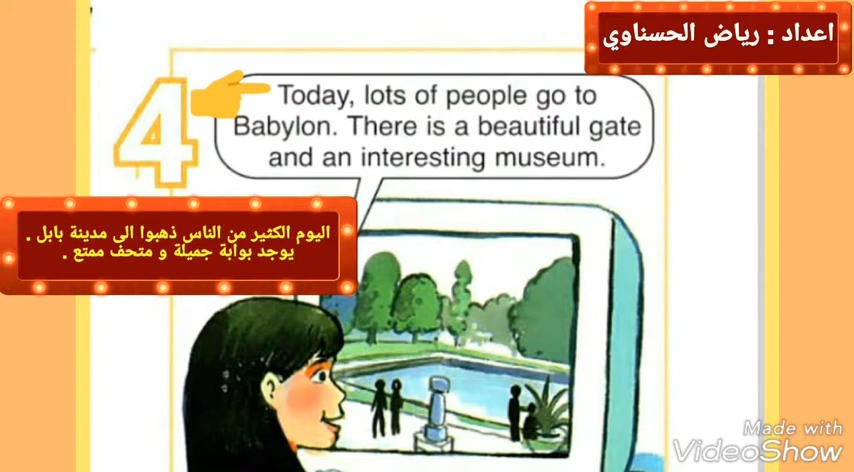 اعداد : رياض الحسناوي
4
Today, lots of people go to
Babylon. There is a beautiful gate
and an interesting museum.
اليوم الكثير من الناس ذهبوا الى مدينة بابل .
يوجد بوابة جميلة و متحف ممتع .
Made with
VideoShow